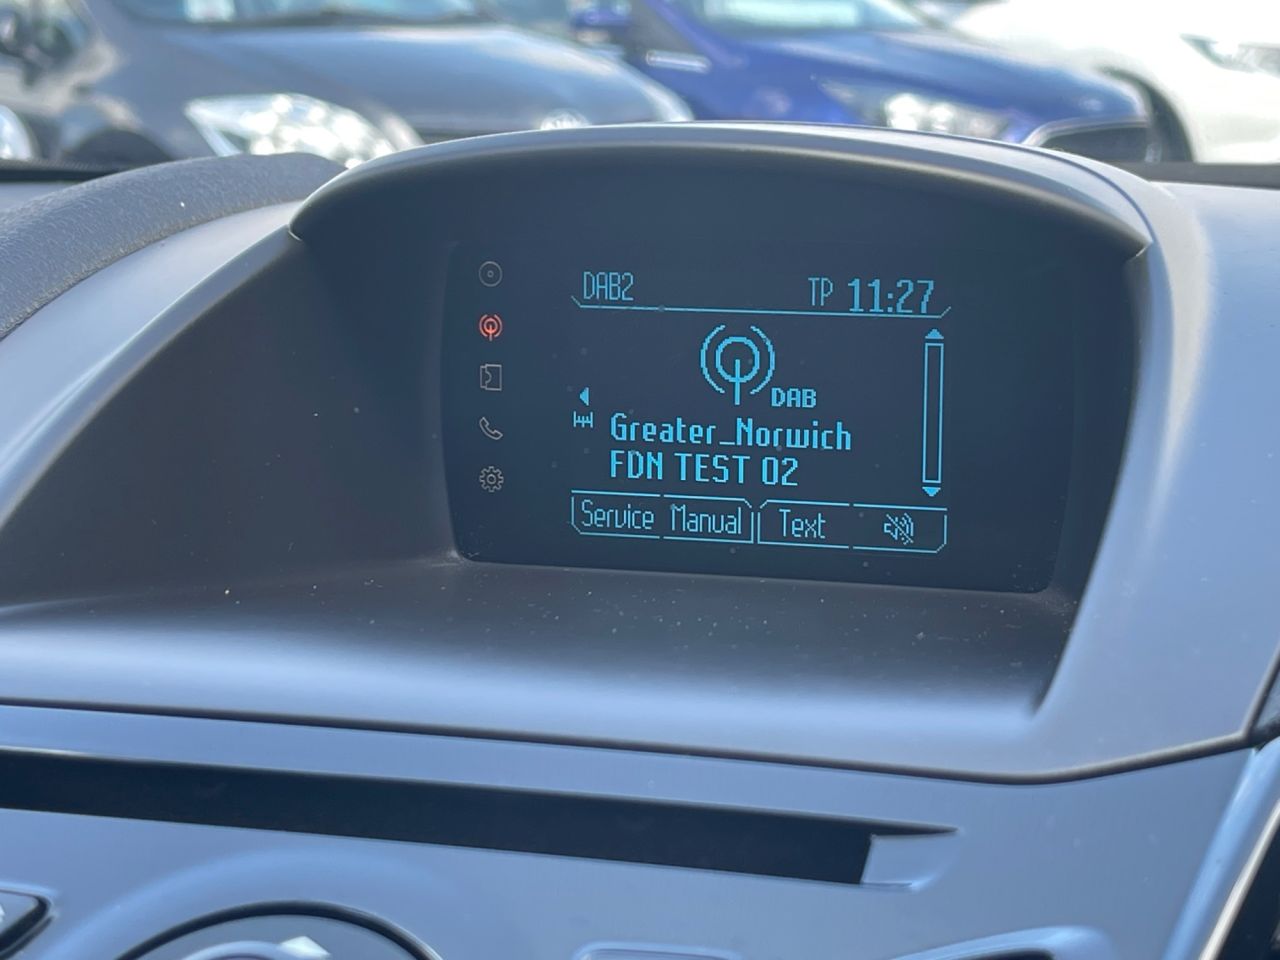 DAB2 TP 11:27
DAB
Greater_Norwich
FDN TEST 02
Service Manual Text